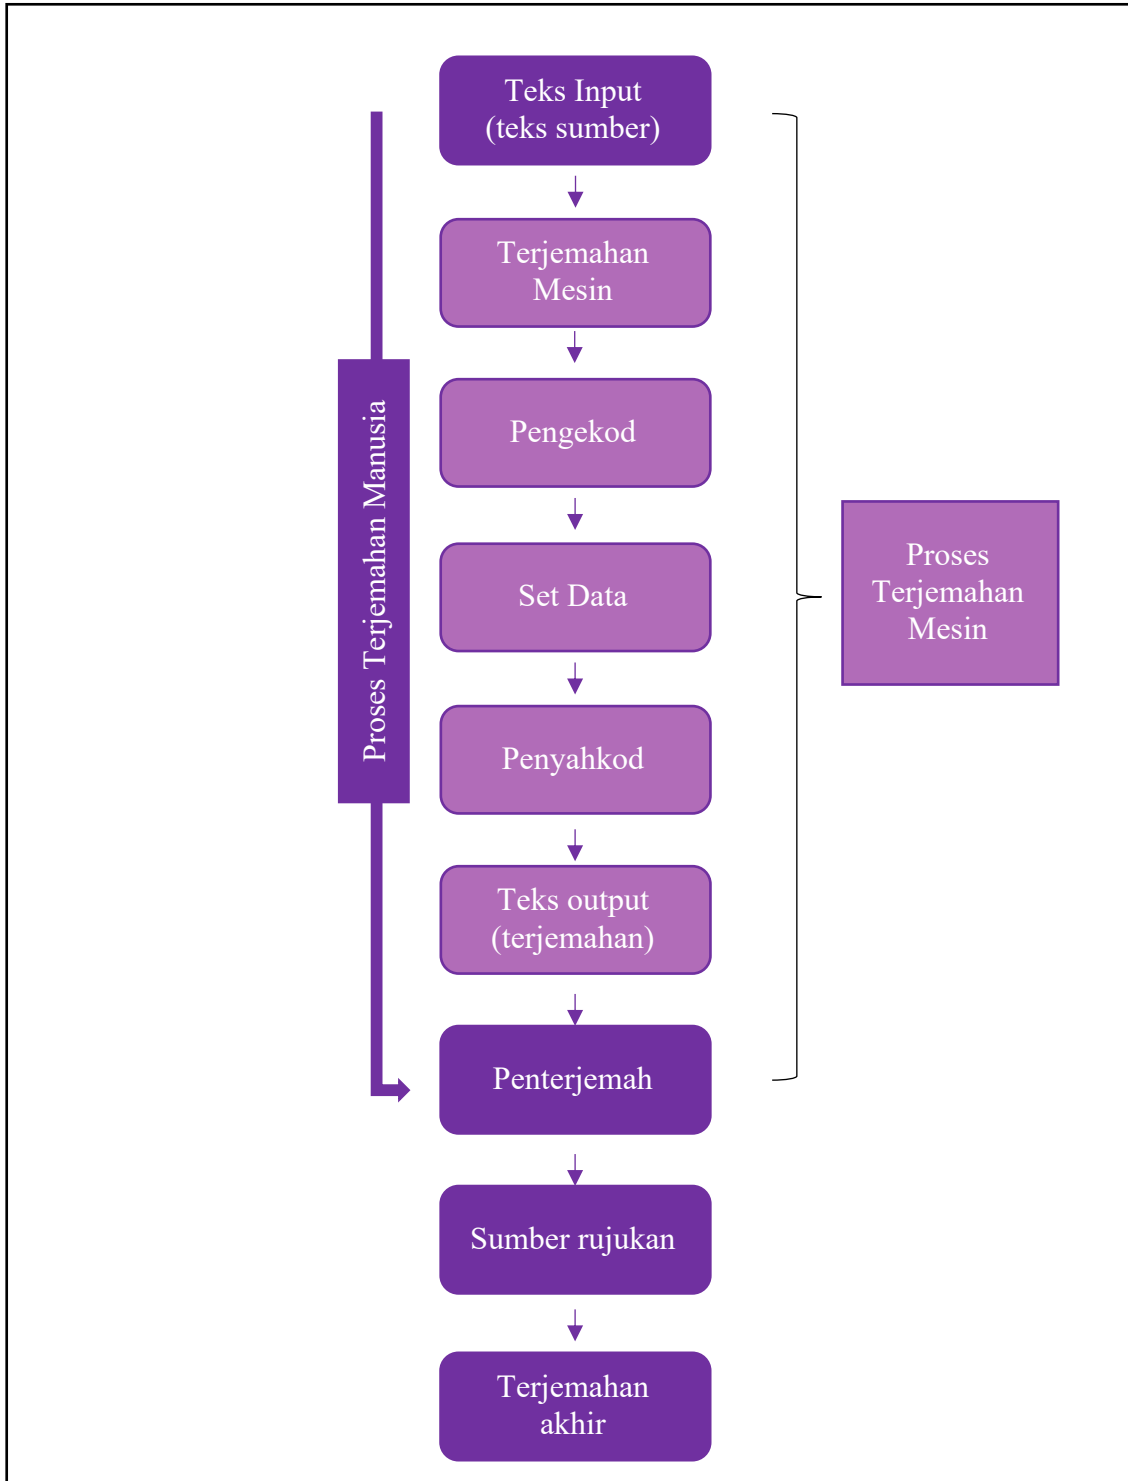 Teks Input
(teks sumber)
Terjemahan
Mesin
Pengekod
Set Data
Penyahkod
Teks output
(terjemahan)
Penterjemah
Sumber rujukan
Terjemahan
akhir
Proses Terjemahan Manusia
Proses
Terjemahan
Mesin